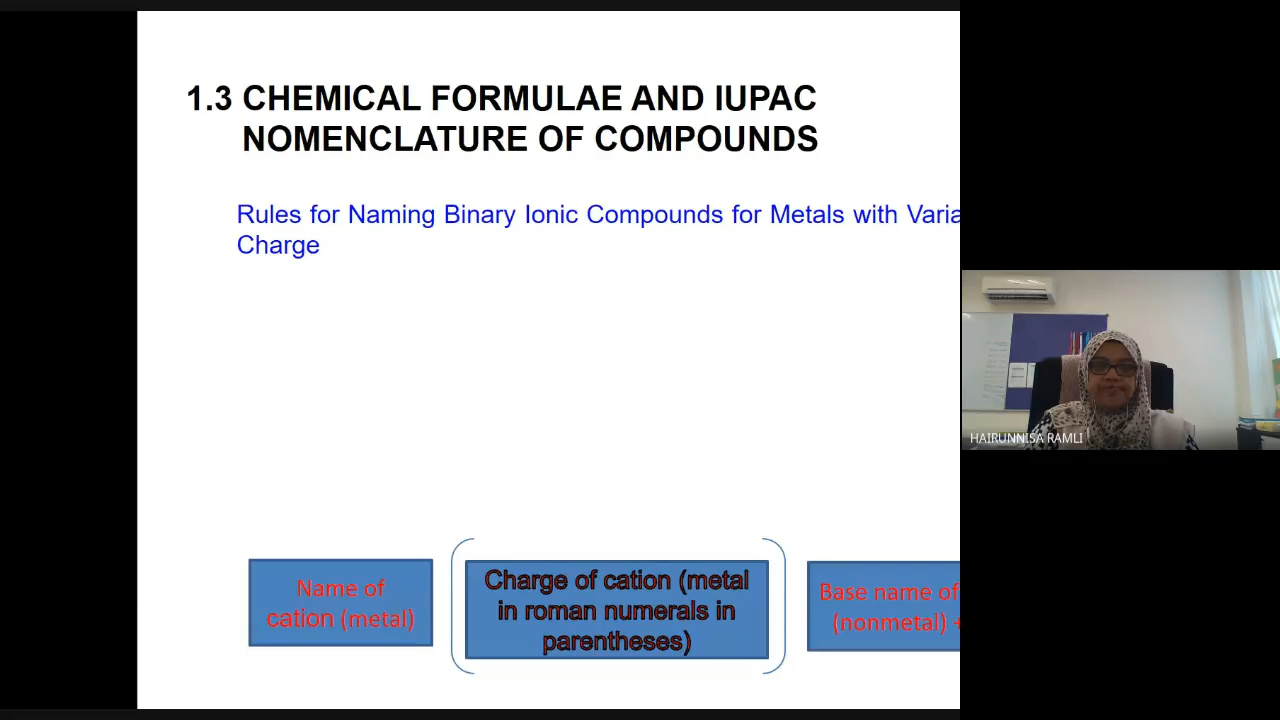 1.3 CHEMICAL FORMULAE AND IUPAC
NOMENCLATURE OF COMPOUNDS
Rules for Naming Binary Ionic Compounds for Metals with Varia
Charge
HAIRUNNISA RAMLI
Name of
cation (metal)
Charge of cation (metal
in roman numerals in
parentheses)
Base name of
(nonmetal) +